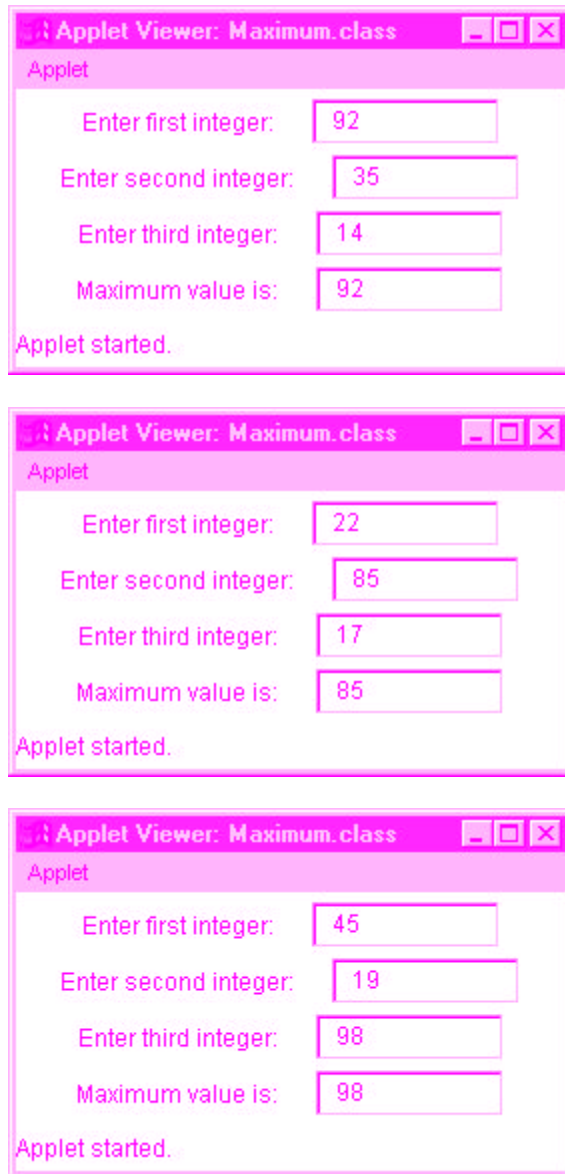 Applet Viewer: Maximum.class
Applet
Enter first integer: 92
Enter second integer: 35
Enter third integer: 14
Maximum value is: 92
Applet started.
Applet Viewer: Maximum.class
Applet
Enter first integer: 22
Enter second integer: 85
Enter third integer: 17
Maximum value is: 85
Applet started.
Applet Viewer: Maximum.class
Applet
Enter first integer: 45
Enter second integer: 19
Enter third integer: 98
Maximum value is: 98
Applet started.